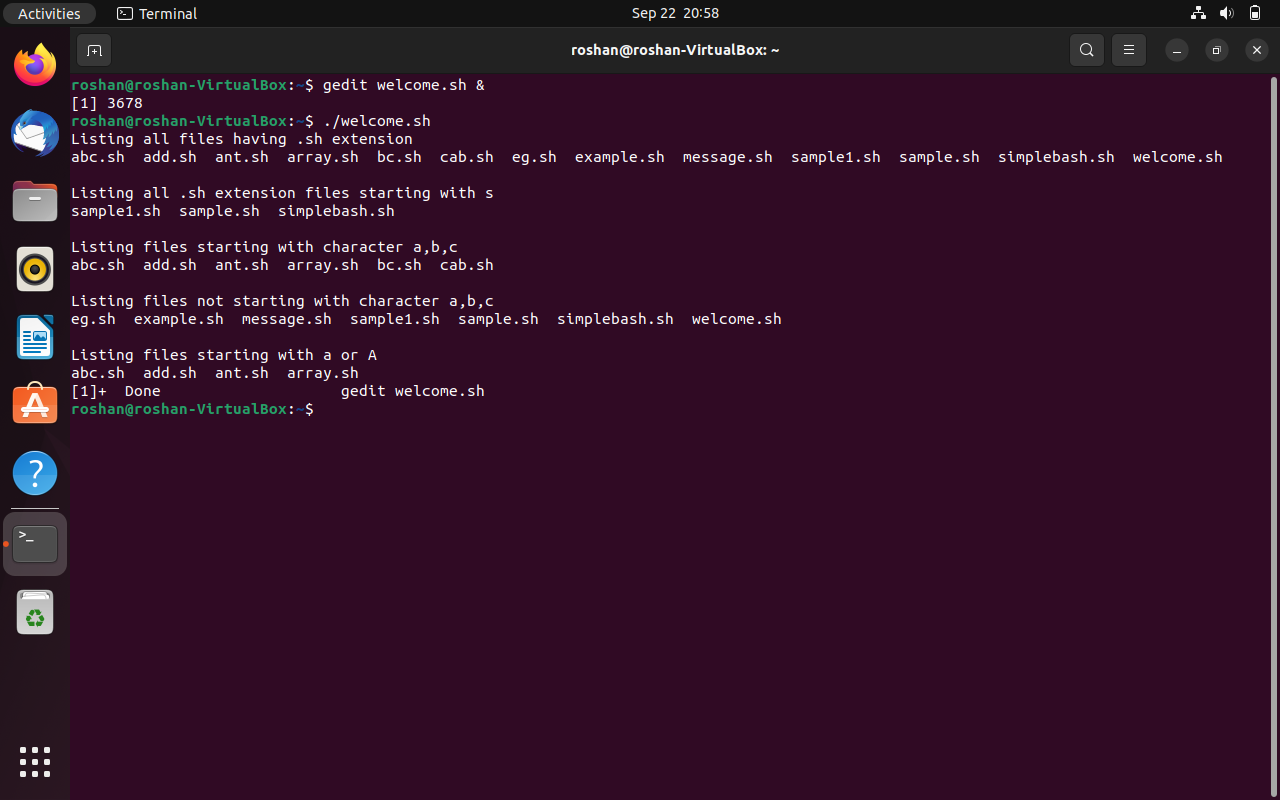 Activities Terminal Sep 22 20:58
roshan@roshan-VirtualBox: ~
roshan@roshan-VirtualBox:~$ gedit welcome.sh &
[1] 3678
roshan@roshan-VirtualBox:~$ ./welcome.sh
Listing all files having .sh extension
abc.sh  add.sh  ant.sh  array.sh  bc.sh  cab.sh  eg.sh  example.sh  message.sh  sample1.sh  sample.sh  simplebash.sh  welcome.sh

Listing all .sh extension files starting with s
sample1.sh  sample.sh  simplebash.sh

Listing files starting with character a,b,c
abc.sh  add.sh  ant.sh  array.sh  bc.sh  cab.sh

Listing files not starting with character a,b,c
eg.sh  example.sh  message.sh  sample1.sh  sample.sh  simplebash.sh  welcome.sh

Listing files starting with a or A
abc.sh  add.sh  ant.sh  array.sh
[1]+  Done                    gedit welcome.sh
roshan@roshan-VirtualBox:~$